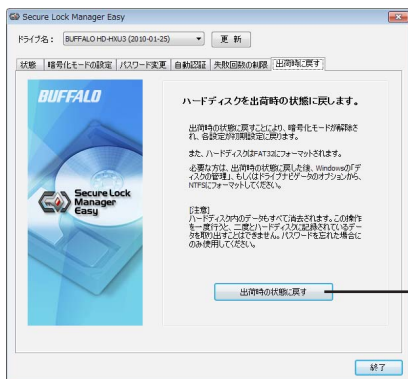 Secure Lock Manager Easy
ドライブ名： BUFFALO HD-HXU3 (2010-01-25) 更 新
状態 暗号化モードの設定 パスワード変更 自動認証 失敗回数の制限 出荷時に戻す
BUFFALO
Secure Lock
Manager
Easy
ハードディスクを出荷時の状態に戻します。
出荷時の状態に戻すことにより、暗号化モードが解除さ
れ、各設定が初期設定に戻ります。
また、ハードディスクはFAT32にフォーマットされます。
必要な方は、出荷時の状態に戻した後、Windowsの「デ
ィスクの管理」、もしくはドライブナビゲータのオプションから、
NTFSにフォーマットしてください。
[注意]
ハードディスク内のデータもすべて消去されます。この操作
を一度行うと、二度とハードディスクに記録されているデー
タを取り出すことはできません。パスワードを忘れた場合に
のみ使用してください。
出荷時の状態に戻す
終了